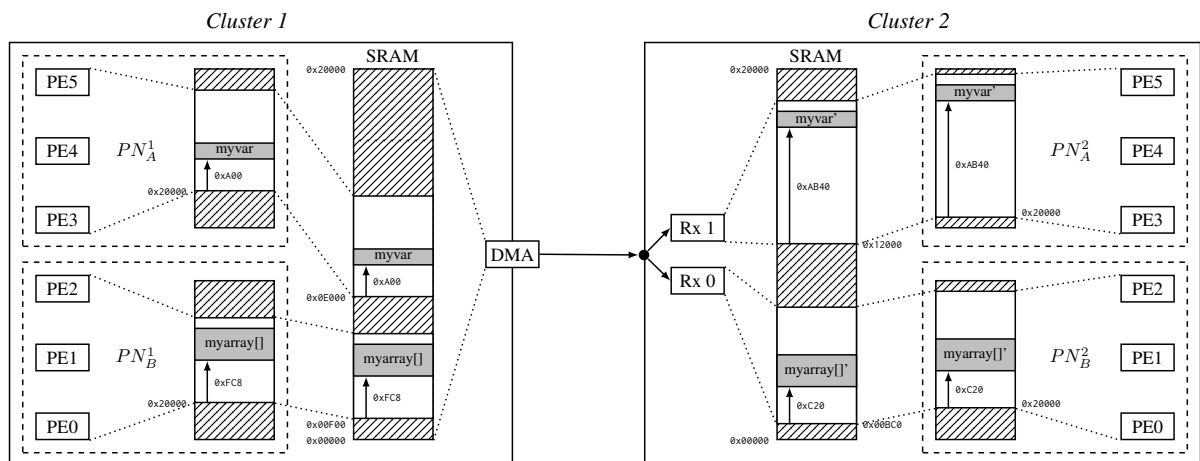 Cluster 1
SRAM
PE5
PE4
PE3
PN_A^1
myvar
0xA00
0x20000
PE2
PE1
PE0
PN_B^1
myarray[]
0xFC8
0x20000
0x20000
myvar
0xA00
0x0E000
myarray[]
0xFC8
0x00F00
0x00000
DMA
Cluster 2
Rx 1
Rx 0
SRAM
0x20000
myvar'
0xAB40
0x12000
myarray[]'
0xC20
0x00BC0
0x00000
myvar'
0xAB40
0x20000
PN_A^2
PE5
PE4
PE3
myarray[]'
0xC20
0x20000
PN_B^2
PE2
PE1
PE0